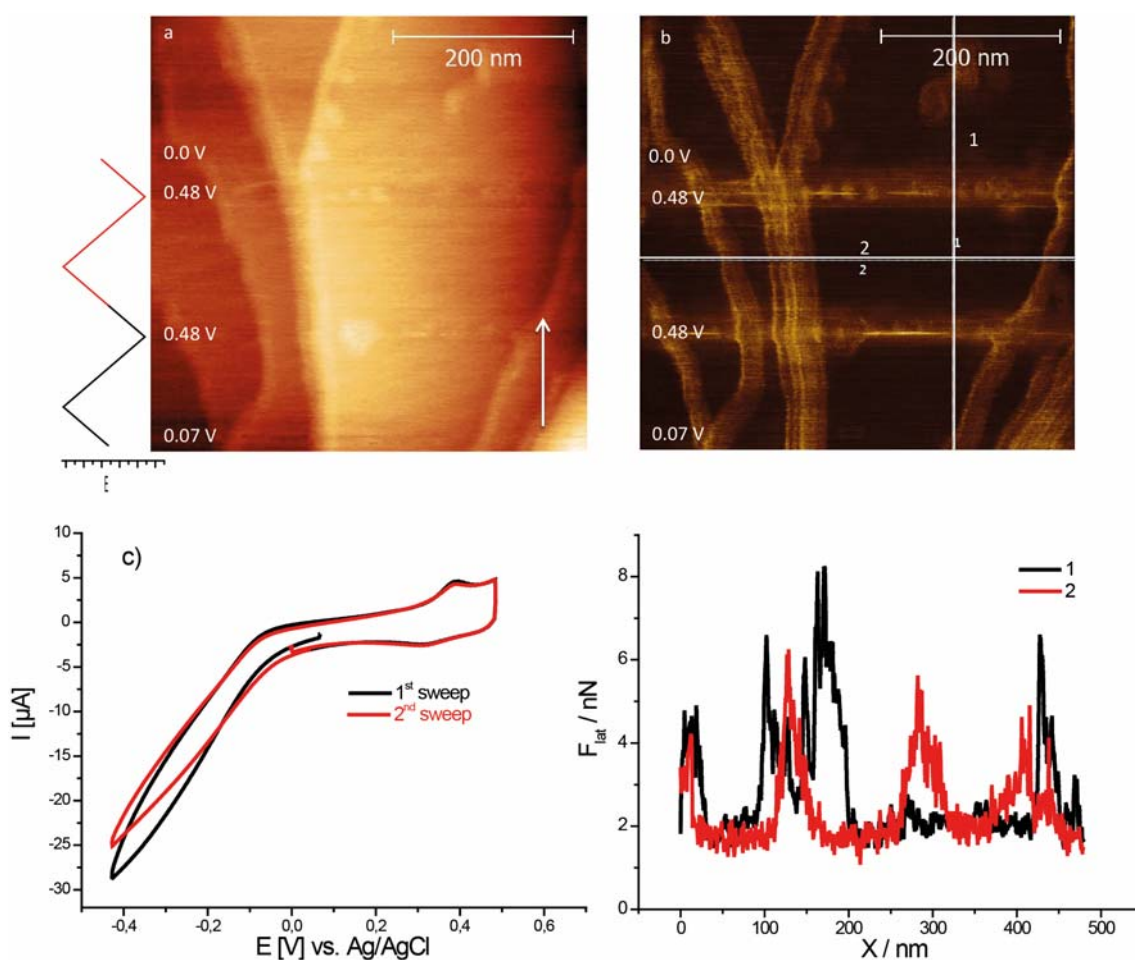 a
200 nm
0.0 V
0.48 V
0.48 V
0.07 V
E
b
200 nm
1
0.0 V
0.48 V
2
1
2
0.48 V
0.07 V
c)
10
5
0
-5
-10
-15
-20
-25
-30
I [µA]
1st sweep
2nd sweep
-0,4 -0,2 0,0 0,2 0,4 0,6
E [V] vs. Ag/AgCl
8
6
4
2
0
Flat / nN
1
2
0 100 200 300 400 500
X / nm